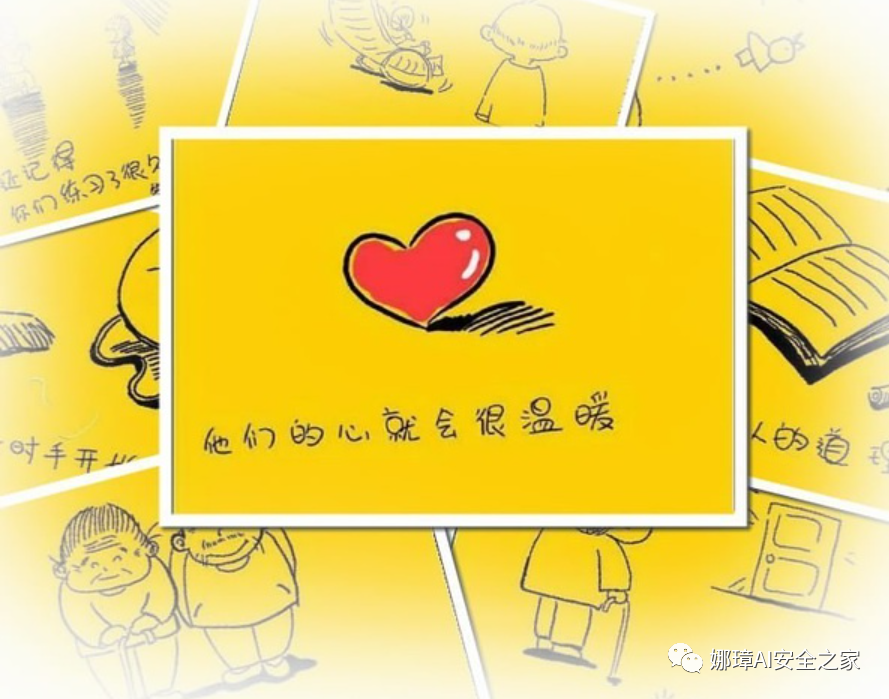 还记得
你们练习了很久
他们的心就会很温暖
时手开始
人的道理
娜璋AI安全之家